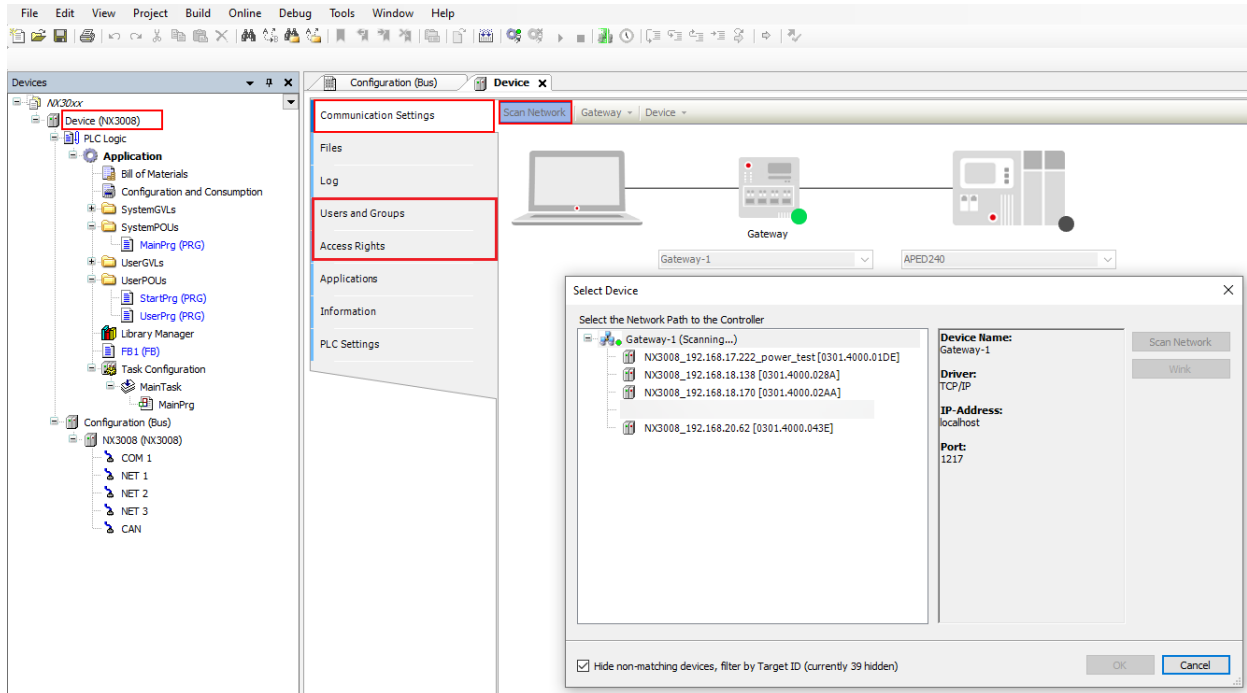 File Edit View Project Build Online Debug Tools Window Help
Devices
NX30xx
Device (NX3008)
PLC Logic
Application
Bill of Materials
Configuration and Consumption
SystemGVLs
SystemPOUs
MainPrg (PRG)
UserGVLs
UserPOUs
StartPrg (PRG)
UserPrg (PRG)
Library Manager
FB1 (FB)
Task Configuration
MainTask
MainPrg
Configuration (Bus)
NX3008 (NX3008)
COM 1
NET 1
NET 2
NET 3
CAN
Configuration (Bus)
Device
Communication Settings
Files
Log
Users and Groups
Access Rights
Applications
Information
PLC Settings
Scan Network Gateway Device
Gateway
Gateway-1
APED240
Select Device
Select the Network Path to the Controller
Gateway-1 (Scanning...)
NX3008_192.168.17.222_power_test [0301.4000.01DE]
NX3008_192.168.18.138 [0301.4000.028A]
NX3008_192.168.18.170 [0301.4000.02AA]
NX3008_192.168.20.62 [0301.4000.043E]
Device Name:
Gateway-1
Driver:
TCP/IP
IP-Address:
localhost
Port:
1217
Scan Network
Wink
Hide non-matching devices, filter by Target ID (currently 39 hidden)
OK
Cancel